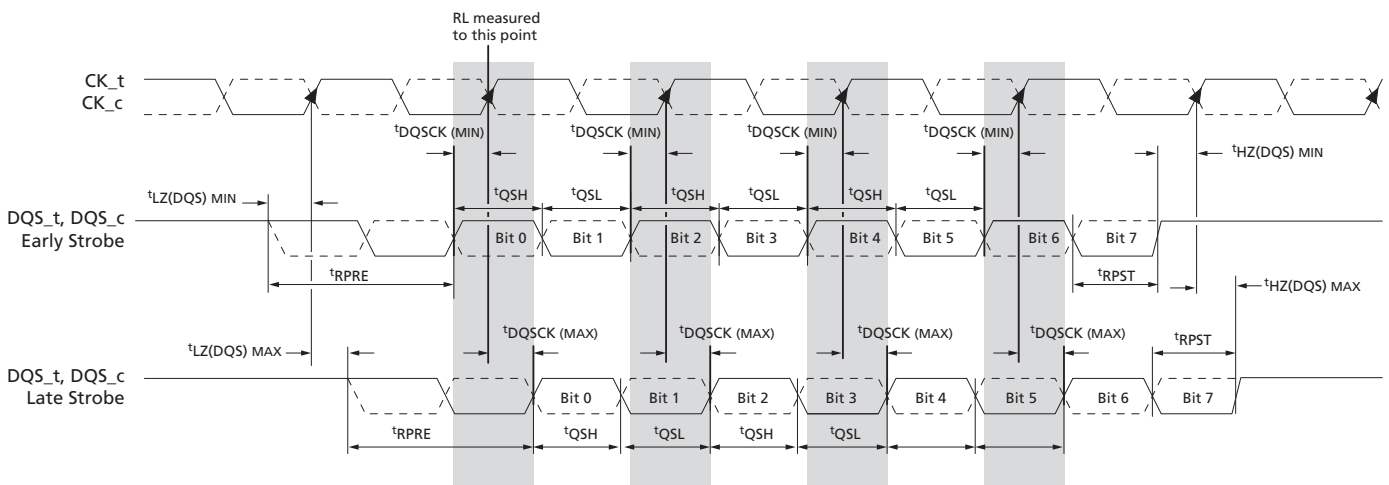 RL measured
to this point
CK_t
CK_c
tDQSCK (MIN) tDQSCK (MIN) tDQSCK (MIN) tDQSCK (MIN)
tHZ(DQS) MIN
tLZ(DQS) MIN
tQSH tQSL tQSH tQSL tQSH tQSL
DQS_t, DQS_c
Early Strobe
Bit 0 Bit 1 Bit 2 Bit 3 Bit 4 Bit 5 Bit 6 Bit 7
tRPRE tRPST
tHZ(DQS) MAX
tDQSCK (MAX) tDQSCK (MAX) tDQSCK (MAX) tDQSCK (MAX)
tRPST
tLZ(DQS) MAX
DQS_t, DQS_c
Late Strobe
Bit 0 Bit 1 Bit 2 Bit 3 Bit 4 Bit 5 Bit 6 Bit 7
tRPRE tQSH tQSL tQSH tQSL